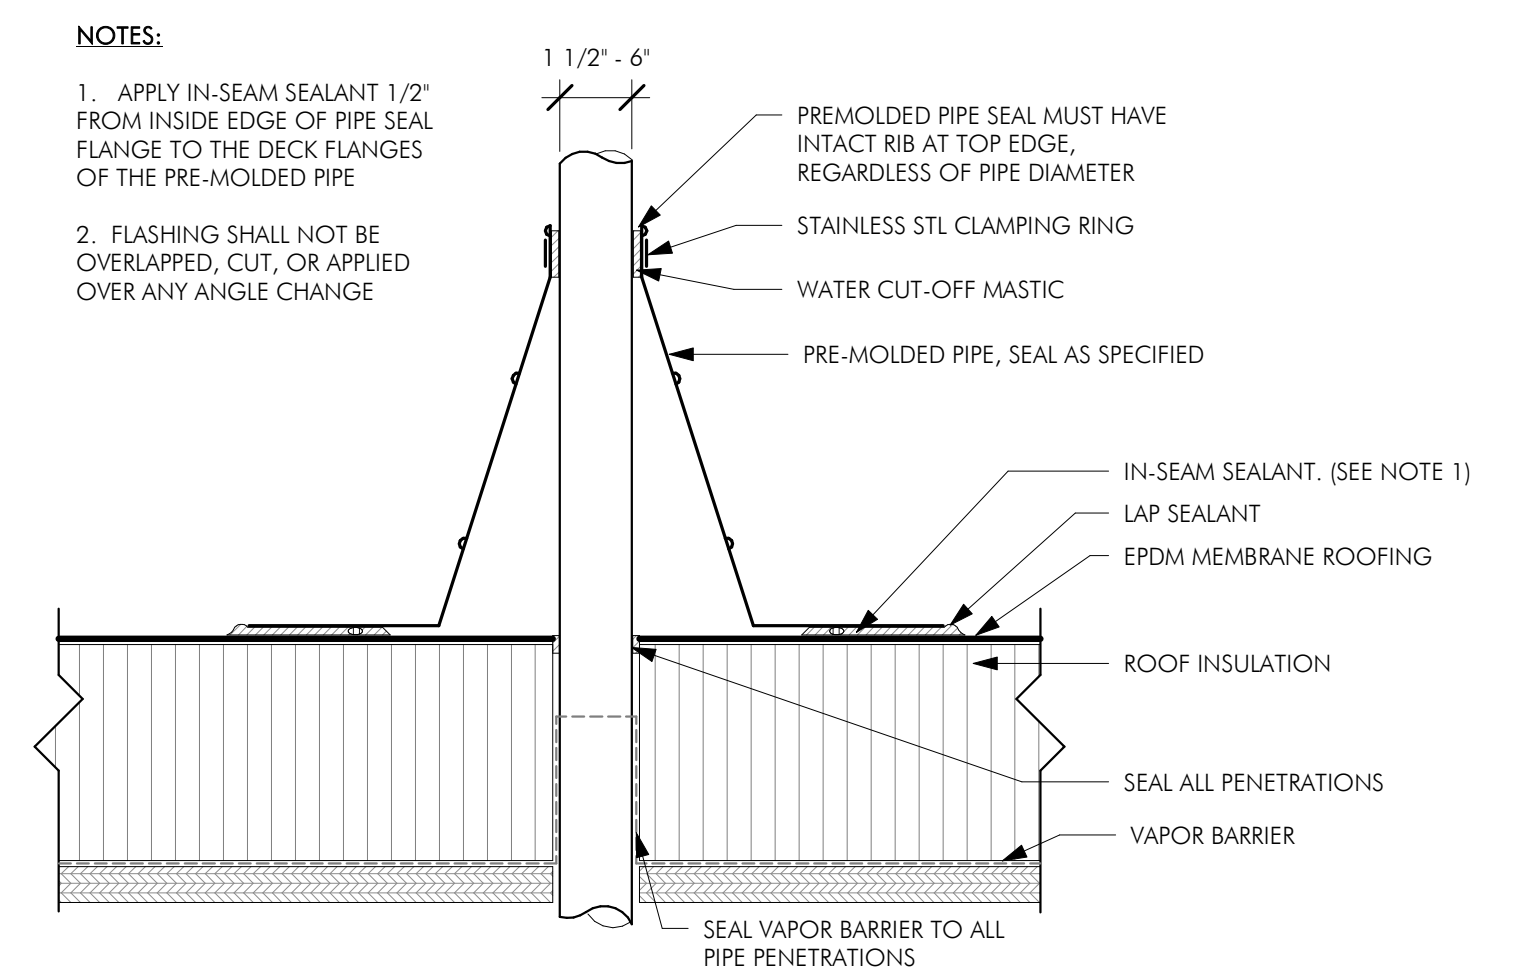 NOTES:
1. APPLY IN-SEAM SEALANT 1/2"
FROM INSIDE EDGE OF PIPE SEAL
FLANGE TO THE DECK FLANGES
OF THE PRE-MOLDED PIPE
2. FLASHING SHALL NOT BE
OVERLAPPED, CUT, OR APPLIED
OVER ANY ANGLE CHANGE
1 1/2" - 6"
PREMOLDED PIPE SEAL MUST HAVE
INTACT RIB AT TOP EDGE,
REGARDLESS OF PIPE DIAMETER
STAINLESS STL CLAMPING RING
WATER CUT-OFF MASTIC
PRE-MOLDED PIPE, SEAL AS SPECIFIED
IN-SEAM SEALANT. (SEE NOTE 1)
LAP SEALANT
EPDM MEMBRANE ROOFING
ROOF INSULATION
SEAL ALL PENETRATIONS
VAPOR BARRIER
SEAL VAPOR BARRIER TO ALL
PIPE PENETRATIONS